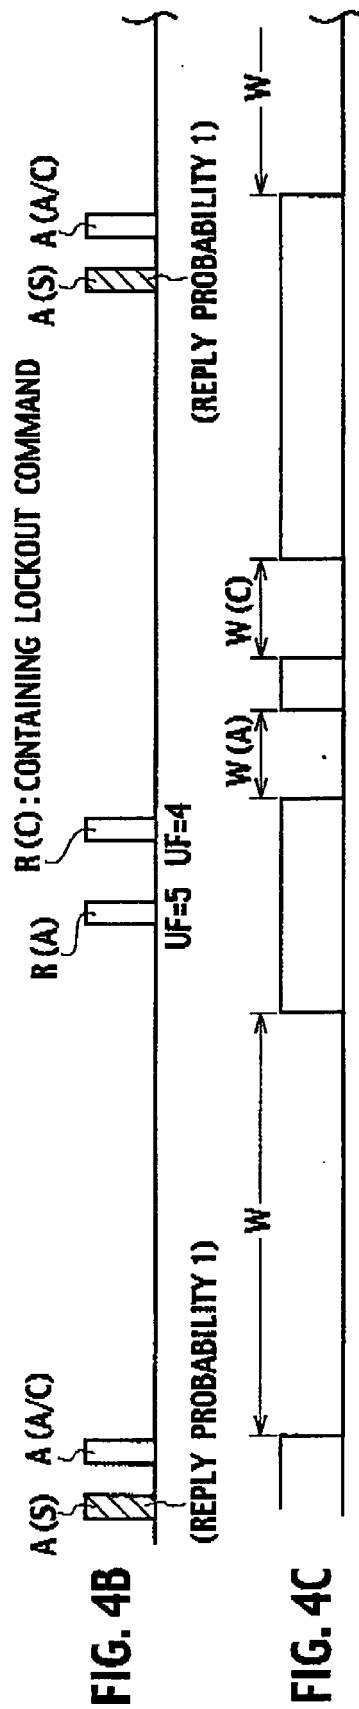 FIG. 4B
A(S)
A(A/C)
(REPLY PROBABILITY 1)
R(A)
UF=5
R(C):CONTAINING LOCKOUT COMMAND
UF=4
A(S)
A(A/C)
(REPLY PROBABILITY 1)
FIG. 4C
W
W(A)
W(C)
W